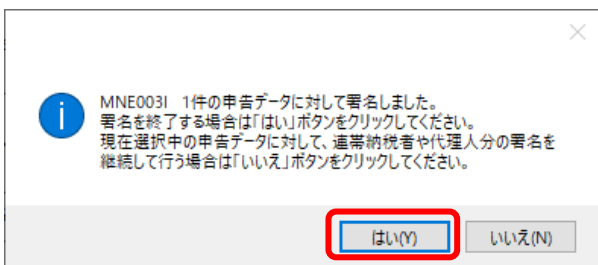 MNE003I 1件の申告データに対して署名しました。
署名を終了する場合は「はい」ボタンをクリックしてください。
現在選択中の申告データに対して、連帯納税者や代理人分の署名を
継続して行う場合は「いいえ」ボタンをクリックしてください。
はい(Y)
いいえ(N)